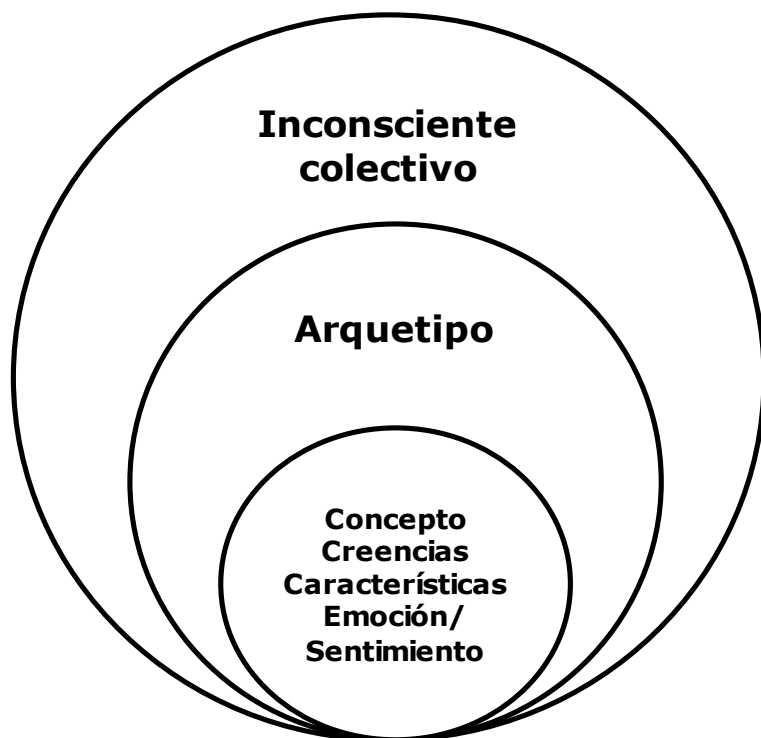 Inconsciente
colectivo
Arquetipo
Concepto
Creencias
Características
Emoción/
Sentimiento